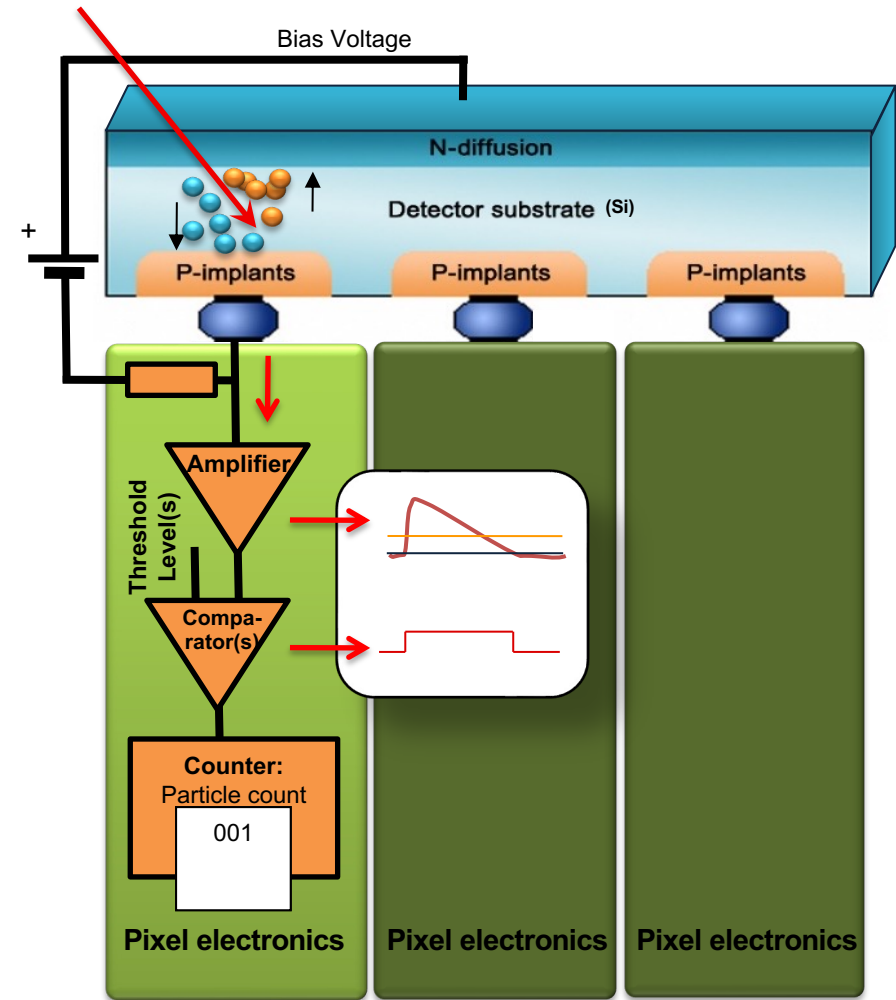 Bias Voltage
N-diffusion
Detector substrate (Si)
+
P-implants P-implants P-implants
Amplifier
Threshold
Level(s)
Compa-
rator(s)
Counter:
Particle count
001
Pixel electronics Pixel electronics Pixel electronics